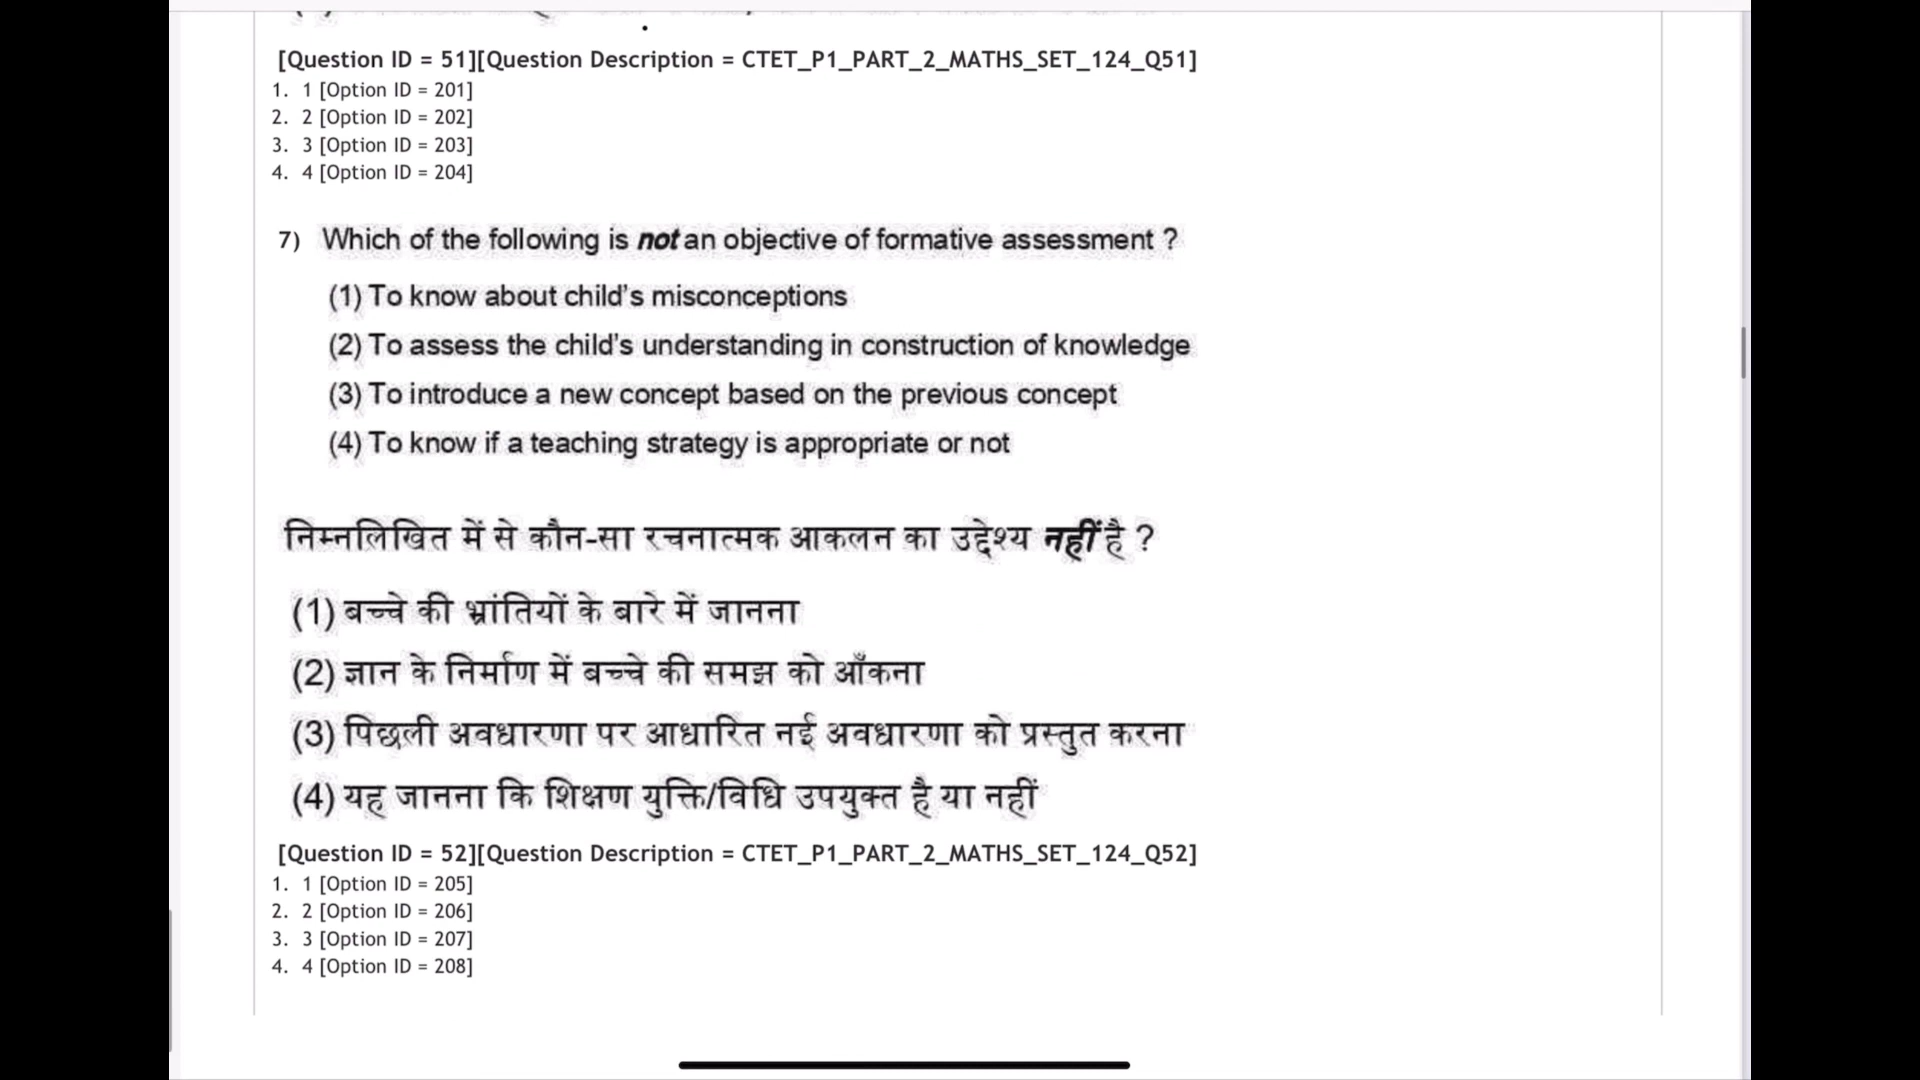 [Question ID = 51][Question Description = CTET_P1_PART_2_MATHS_SET_124_Q51]
1. 1 [Option ID = 201]
2. 2 [Option ID = 202]
3. 3 [Option ID = 203]
4. 4 [Option ID = 204]
7) Which of the following is not an objective of formative assessment ?
(1) To know about child's misconceptions
(2) To assess the child's understanding in construction of knowledge
(3) To introduce a new concept based on the previous concept
(4) To know if a teaching strategy is appropriate or not
निम्नलिखित में से कौन-सा रचनात्मक आकलन का उद्देश्य नहीं है ?
(1) बच्चे की भ्रांतियों के बारे में जानना
(2) ज्ञान के निर्माण में बच्चे की समझ को आँकना
(3) पिछली अवधारणा पर आधारित नई अवधारणा को प्रस्तुत करना
(4) यह जानना कि शिक्षण युक्ति/विधि उपयुक्त है या नहीं
[Question ID = 52][Question Description = CTET_P1_PART_2_MATHS_SET_124_Q52]
1. 1 [Option ID = 205]
2. 2 [Option ID = 206]
3. 3 [Option ID = 207]
4. 4 [Option ID = 208]